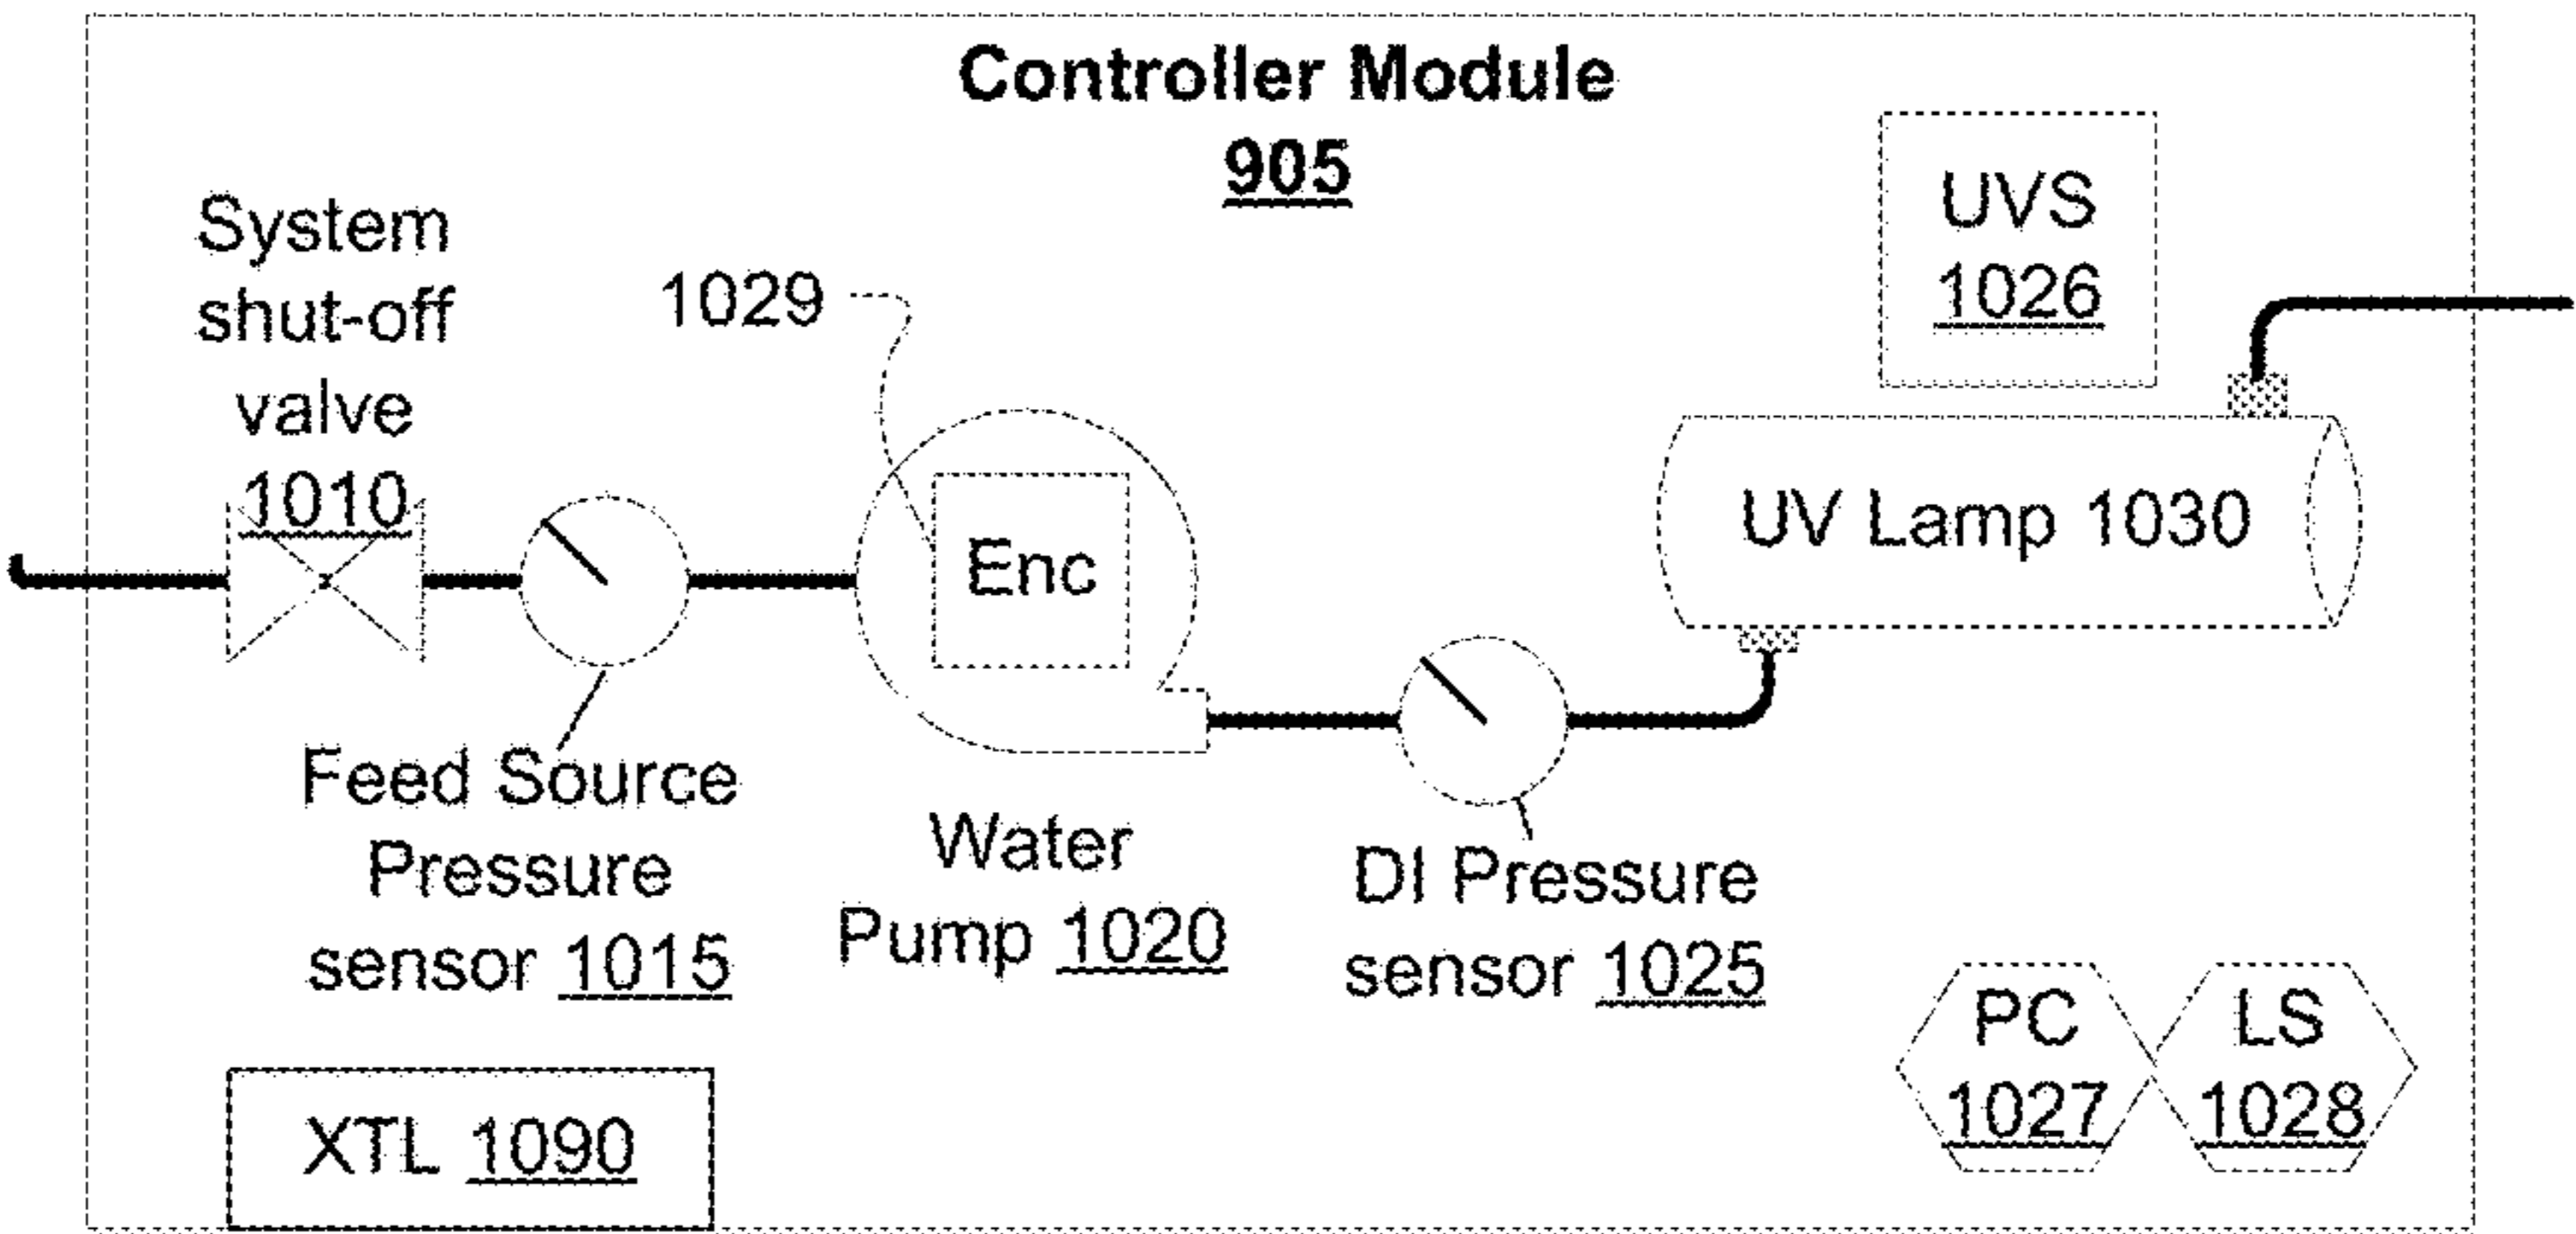 Controller Module
905
System
shut-off
valve
1010
1029
Enc
UVS
1026
UV Lamp 1030
Feed Source
Pressure
sensor 1015
Water
Pump 1020
DI Pressure
sensor 1025
PC
1027
LS
1028
XTL 1090